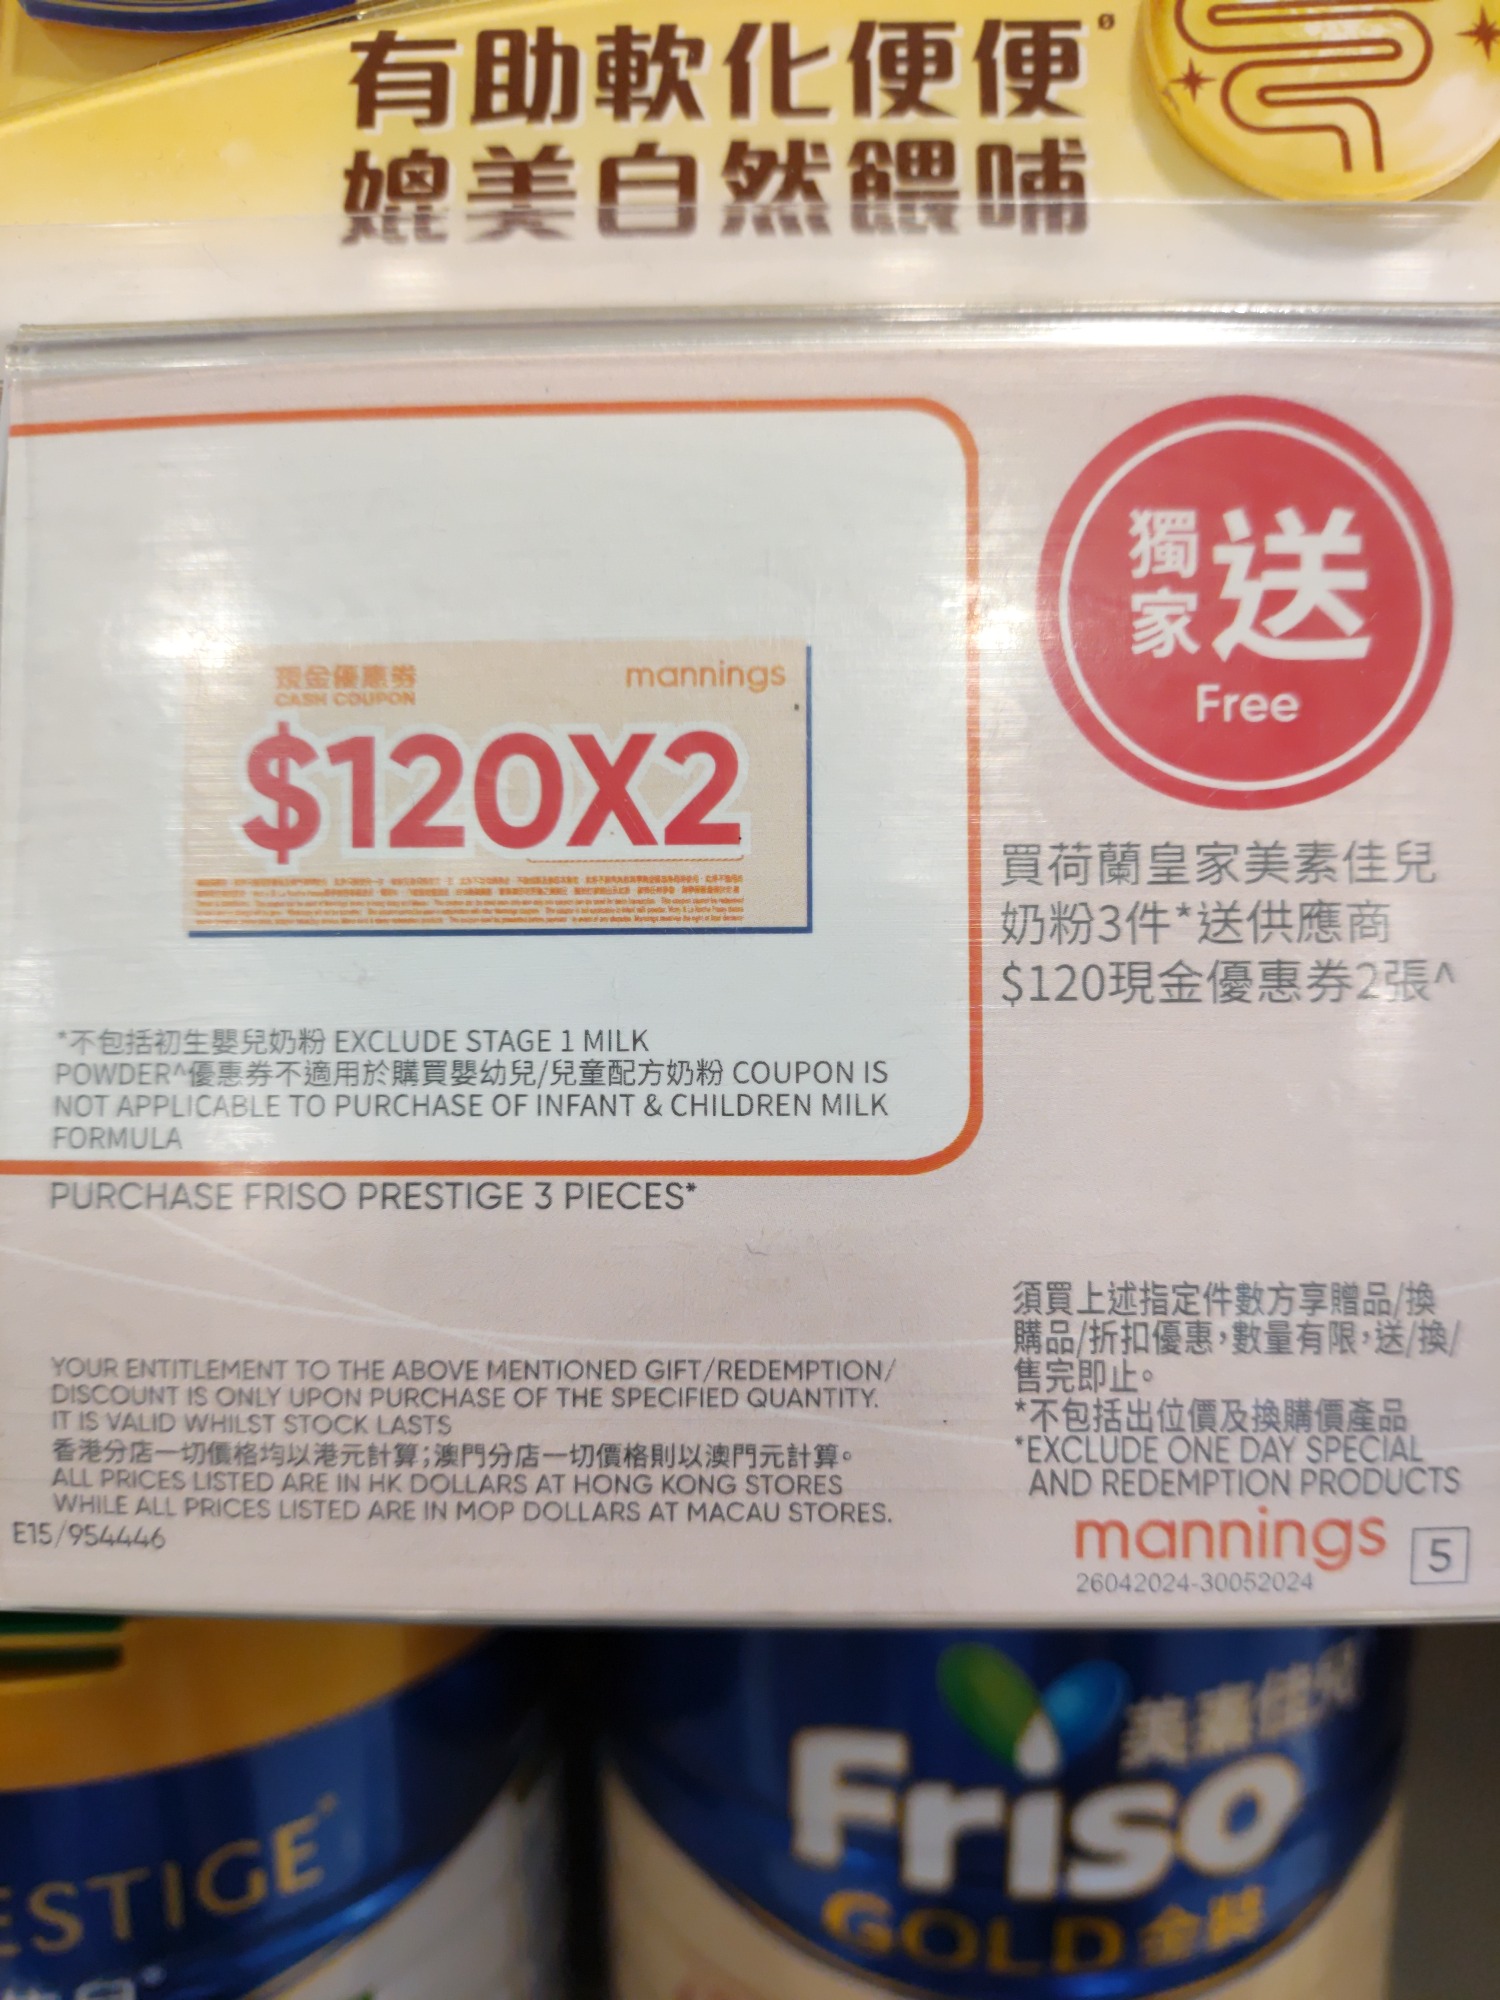 有助軟化便便ø
媲美自然餵哺
現金優惠券
CASH COUPON
mannings
$120X2
獨家送
Free
買荷蘭皇家美素佳兒
奶粉3件*送供應商
$120現金優惠券2張^
*不包括初生嬰兒奶粉 EXCLUDE STAGE 1 MILK
POWDER^優惠券不適用於購買嬰幼兒/兒童配方奶粉 COUPON IS
NOT APPLICABLE TO PURCHASE OF INFANT & CHILDREN MILK
FORMULA
PURCHASE FRISO PRESTIGE 3 PIECES*
須買上述指定件數方享贈品/換
購品/折扣優惠,數量有限,送/換/
售完即止。
*不包括出位價及換購價產品
*EXCLUDE ONE DAY SPECIAL
AND REDEMPTION PRODUCTS
YOUR ENTITLEMENT TO THE ABOVE MENTIONED GIFT/REDEMPTION/
DISCOUNT IS ONLY UPON PURCHASE OF THE SPECIFIED QUANTITY.
IT IS VALID WHILST STOCK LASTS
香港分店一切價格均以港元計算;澳門分店一切價格則以澳門元計算。
ALL PRICES LISTED ARE IN HK DOLLARS AT HONG KONG STORES
WHILE ALL PRICES LISTED ARE IN MOP DOLLARS AT MACAU STORES.
E15/954446
mannings 5
26042024-30052024
ESTIGE
美素佳兒
Friso
GOLD 金裝